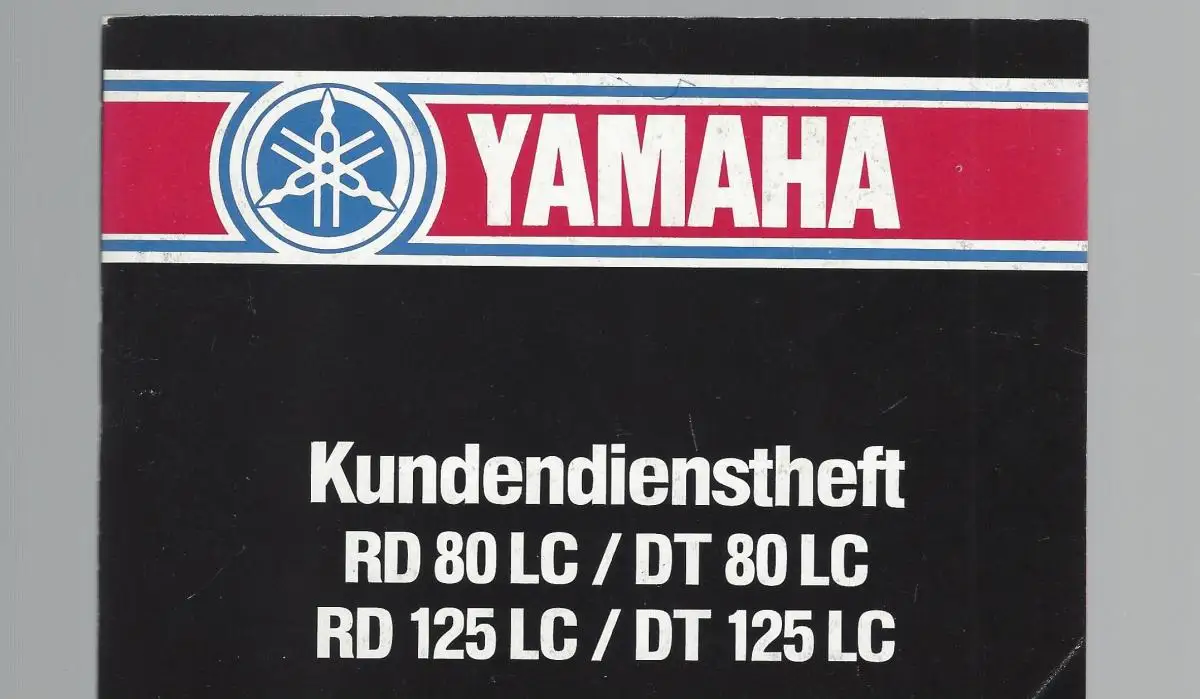 YAMAHA
Kundendienstheft
RD 80 LC / DT 80 LC
RD 125 LC / DT 125 LC